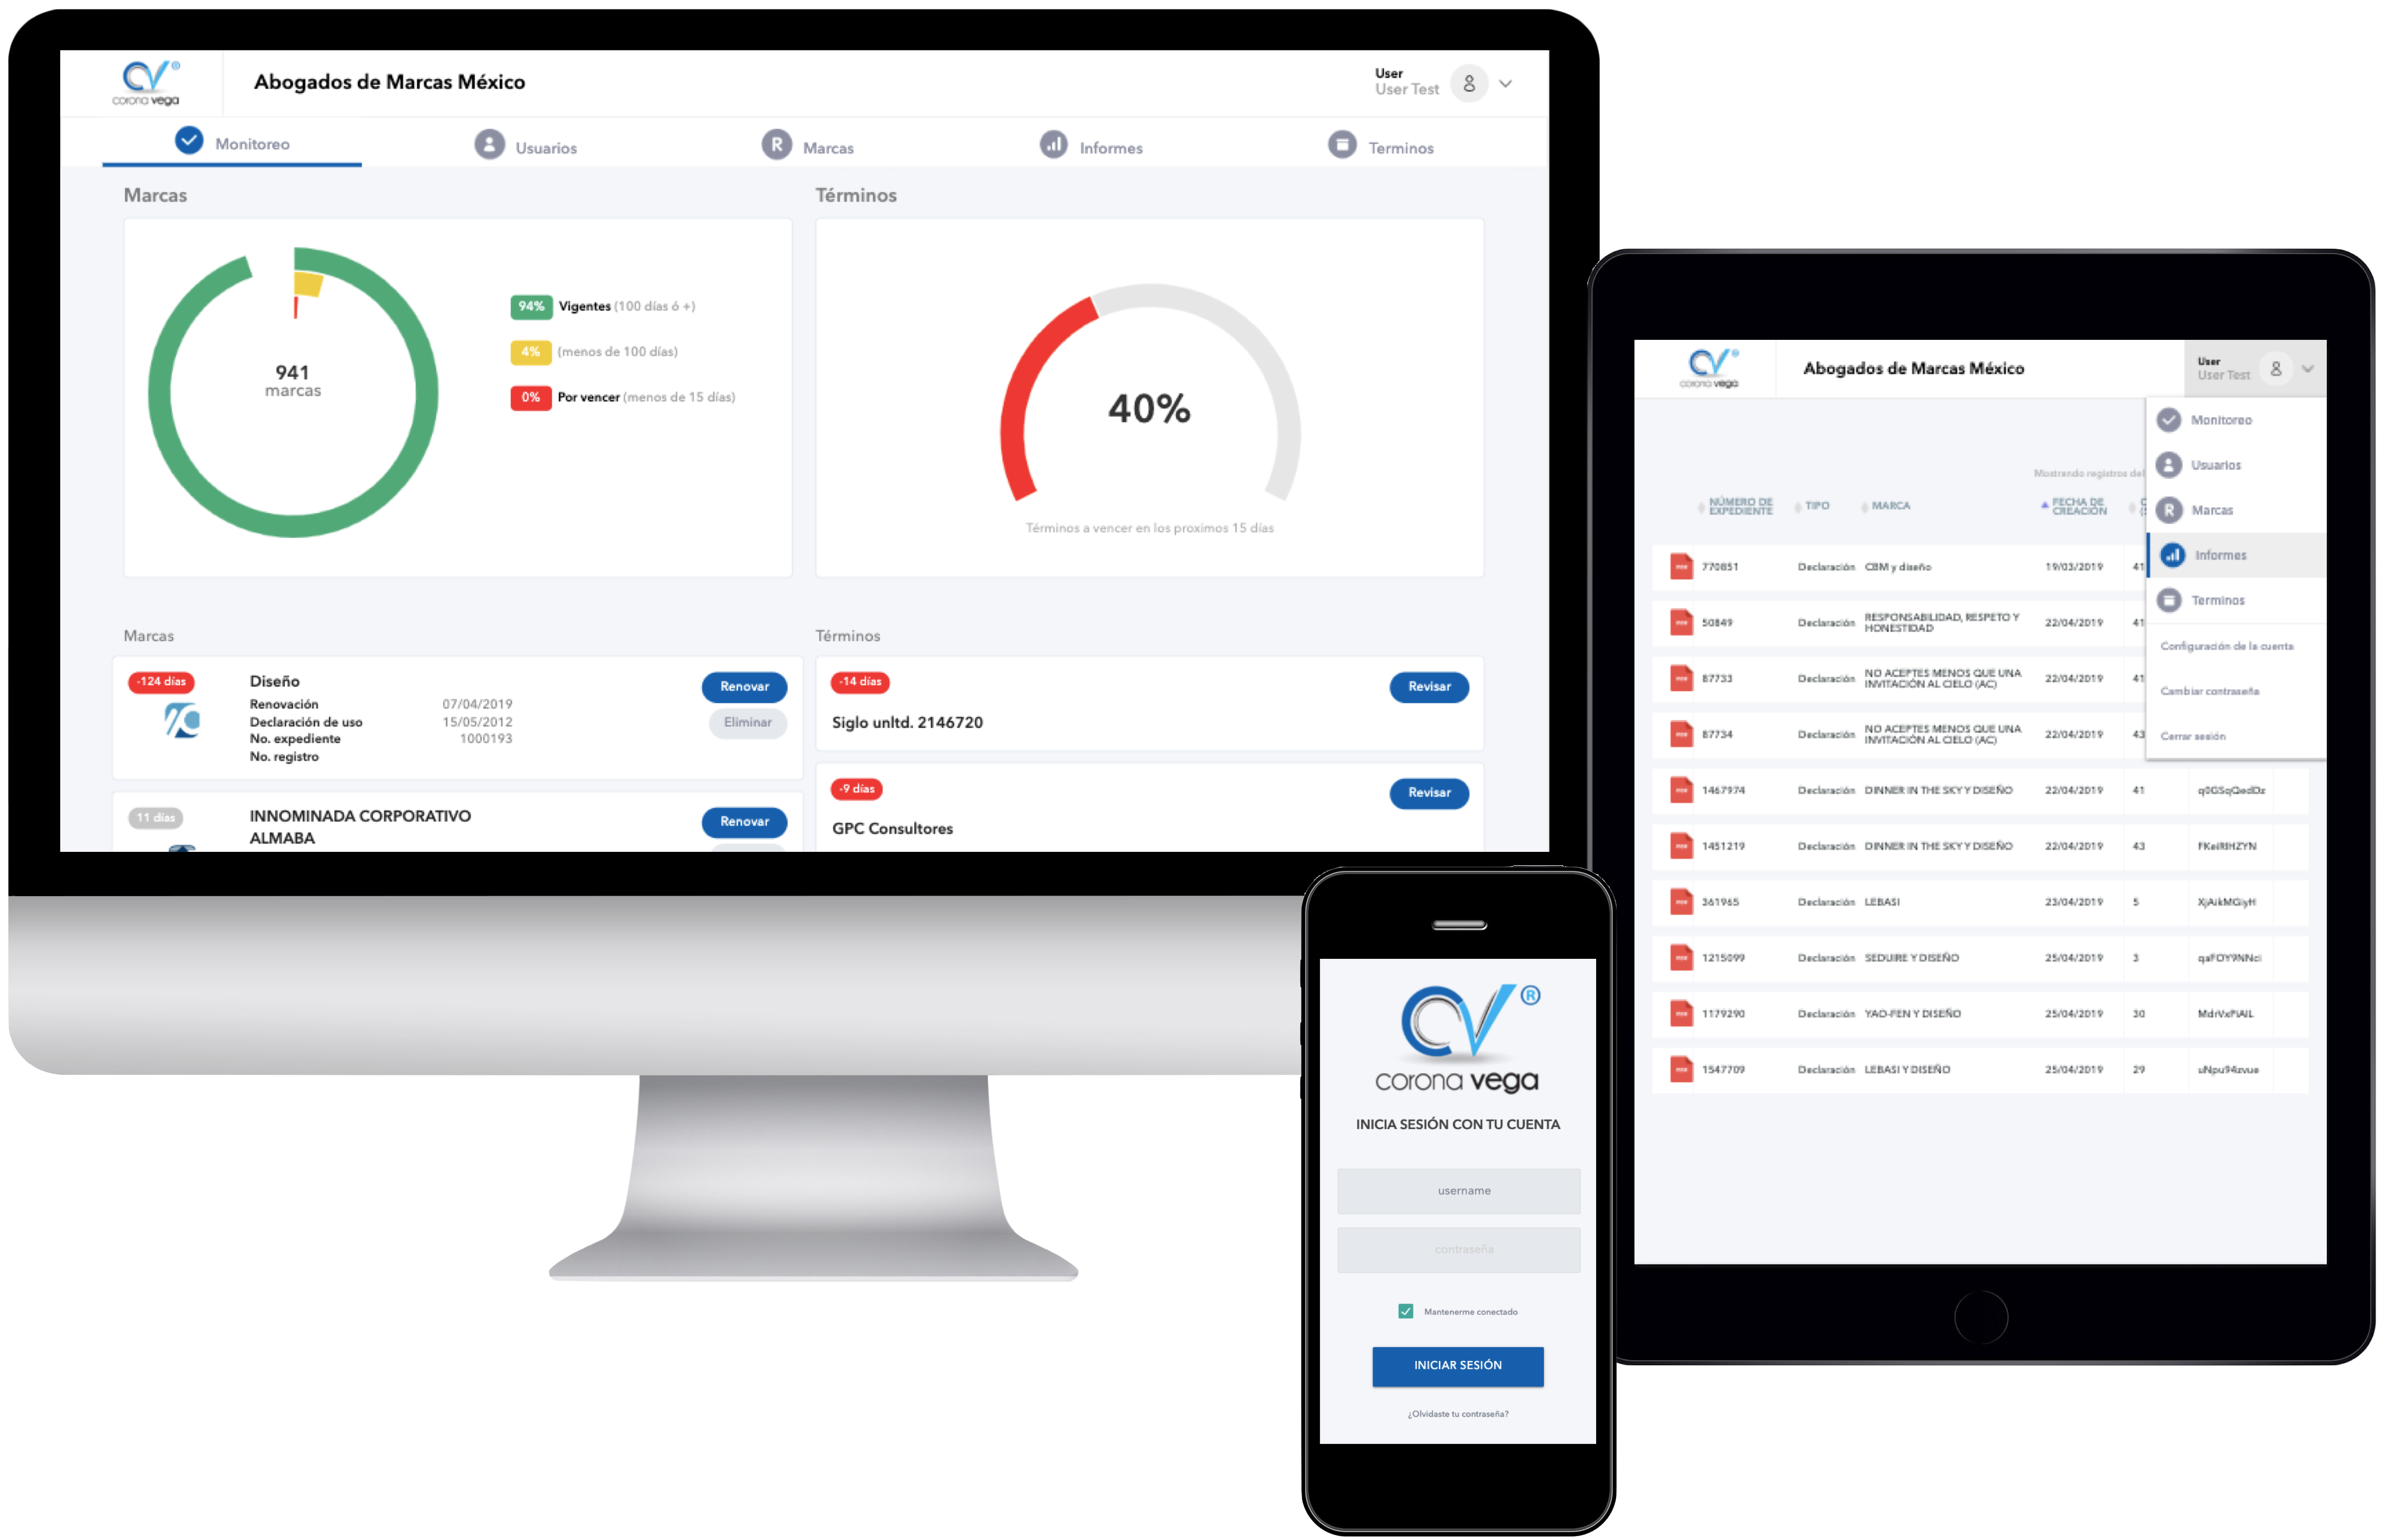 CV®
corona vega
Abogados de Marcas México
User
User Test
Monitoreo
Usuarios
R Marcas
Informes
Terminos
Marcas
941
marcas
94% Vigentes (100 días ó +)
4% (menos de 100 días)
0% Por vencer (menos de 15 días)
Términos
40%
Términos a vencer en los proximos 15 días
Marcas
-124 días
Diseño
Renovación 07/04/2019
Declaración de uso 15/05/2012
No. expediente 1000193
No. registro
Renovar
Eliminar
11 días
INNOMINADA CORPORATIVO
ALMABA
Renovar
Términos
-14 días
Siglo unltd. 2146720
Revisar
-9 días
GPC Consultores
Revisar
CV®
corona vega
INICIA SESIÓN CON TU CUENTA
username
contraseña
Mantenerme conectado
INICIAR SESIÓN
¿Olvidaste tu contraseña?
CV®
corona vega
Abogados de Marcas México
User
User Test
Monitoreo
Usuarios
R Marcas
Informes
Terminos
Configuración de la cuenta
Cambiar contraseña
Cerrar sesión
Mostrando registros del
NÚMERO DE
EXPEDIENTE
TIPO
MARCA
FECHA DE
CREACIÓN
770851 Declaración CBM y diseño 19/03/2019 41
50849 Declaración RESPONSABILIDAD, RESPETO Y
HONESTIDAD 22/04/2019 41
87733 Declaración NO ACEPTES MENOS QUE UNA
INVITACIÓN AL CIELO (AC) 22/04/2019 41
87734 Declaración NO ACEPTES MENOS QUE UNA
INVITACIÓN AL CIELO (AC) 22/04/2019 43
1467974 Declaración DINNER IN THE SKY Y DISEÑO 22/04/2019 41
1451219 Declaración DINNER IN THE SKY Y DISEÑO 22/04/2019 43
361965 Declaración LEBASI 23/04/2019 5
1215099 Declaración SEDUIRE Y DISEÑO 25/04/2019 3
1179290 Declaración YAO-FEN Y DISEÑO 25/04/2019 30
1547709 Declaración LEBASI Y DISEÑO 25/04/2019 29